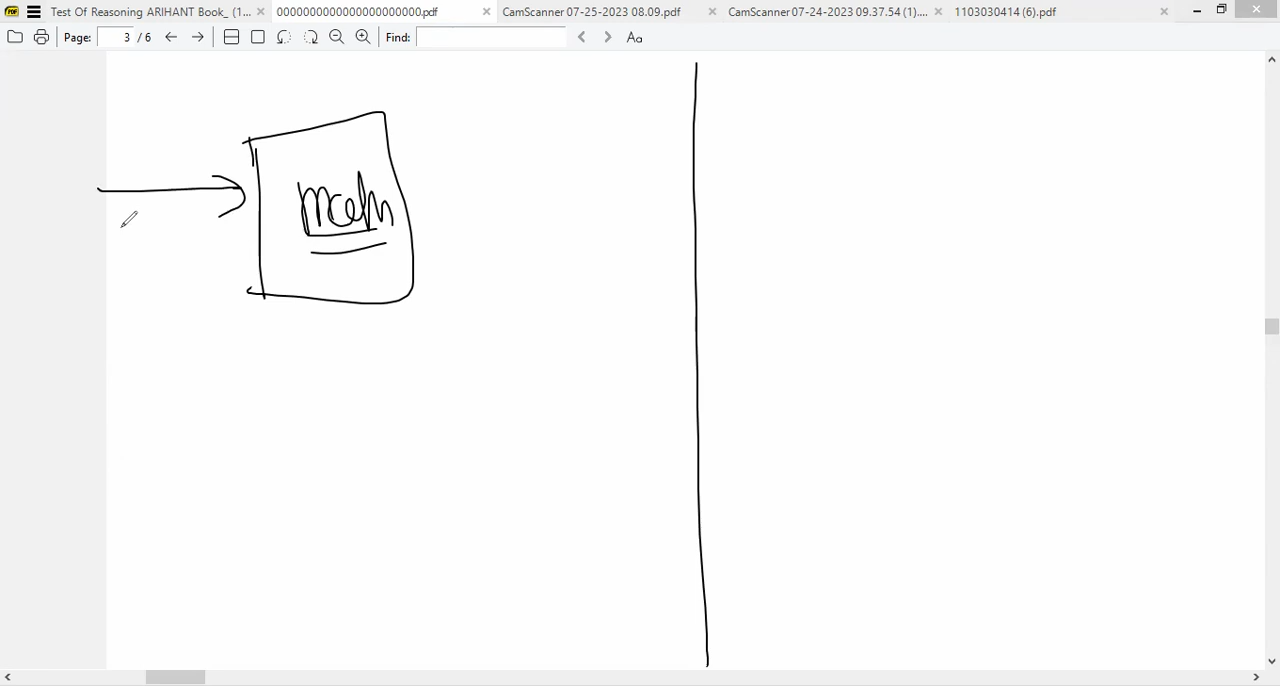 Test Of Reasoning ARIHANT Book_ (1...
0000000000000000000000.pdf
CamScanner 07-25-2023 08.09.pdf
CamScanner 07-24-2023 09.37.54 (1)....
1103030414 (6).pdf
Page: 3 / 6
Find:
Aa